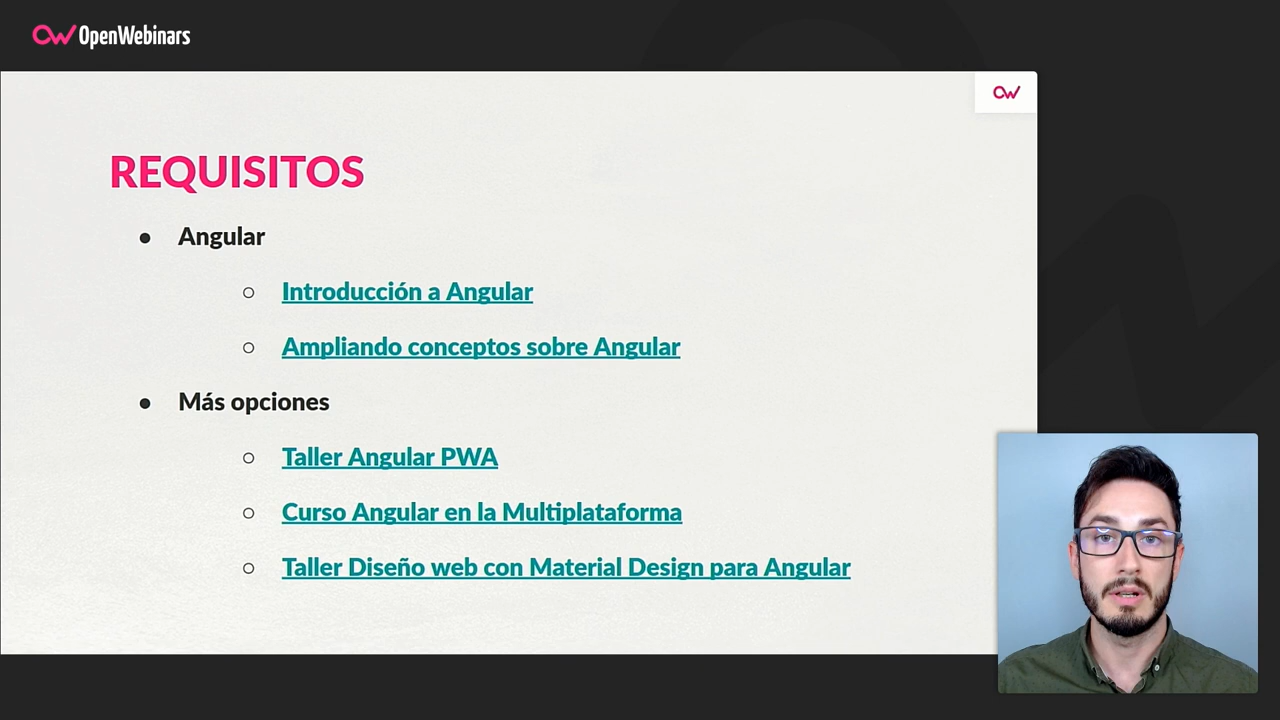 OpenWebinars
REQUISITOS
Angular
Introducción a Angular
Ampliando conceptos sobre Angular
Más opciones
Taller Angular PWA
Curso Angular en la Multiplataforma
Taller Diseño web con Material Design para Angular